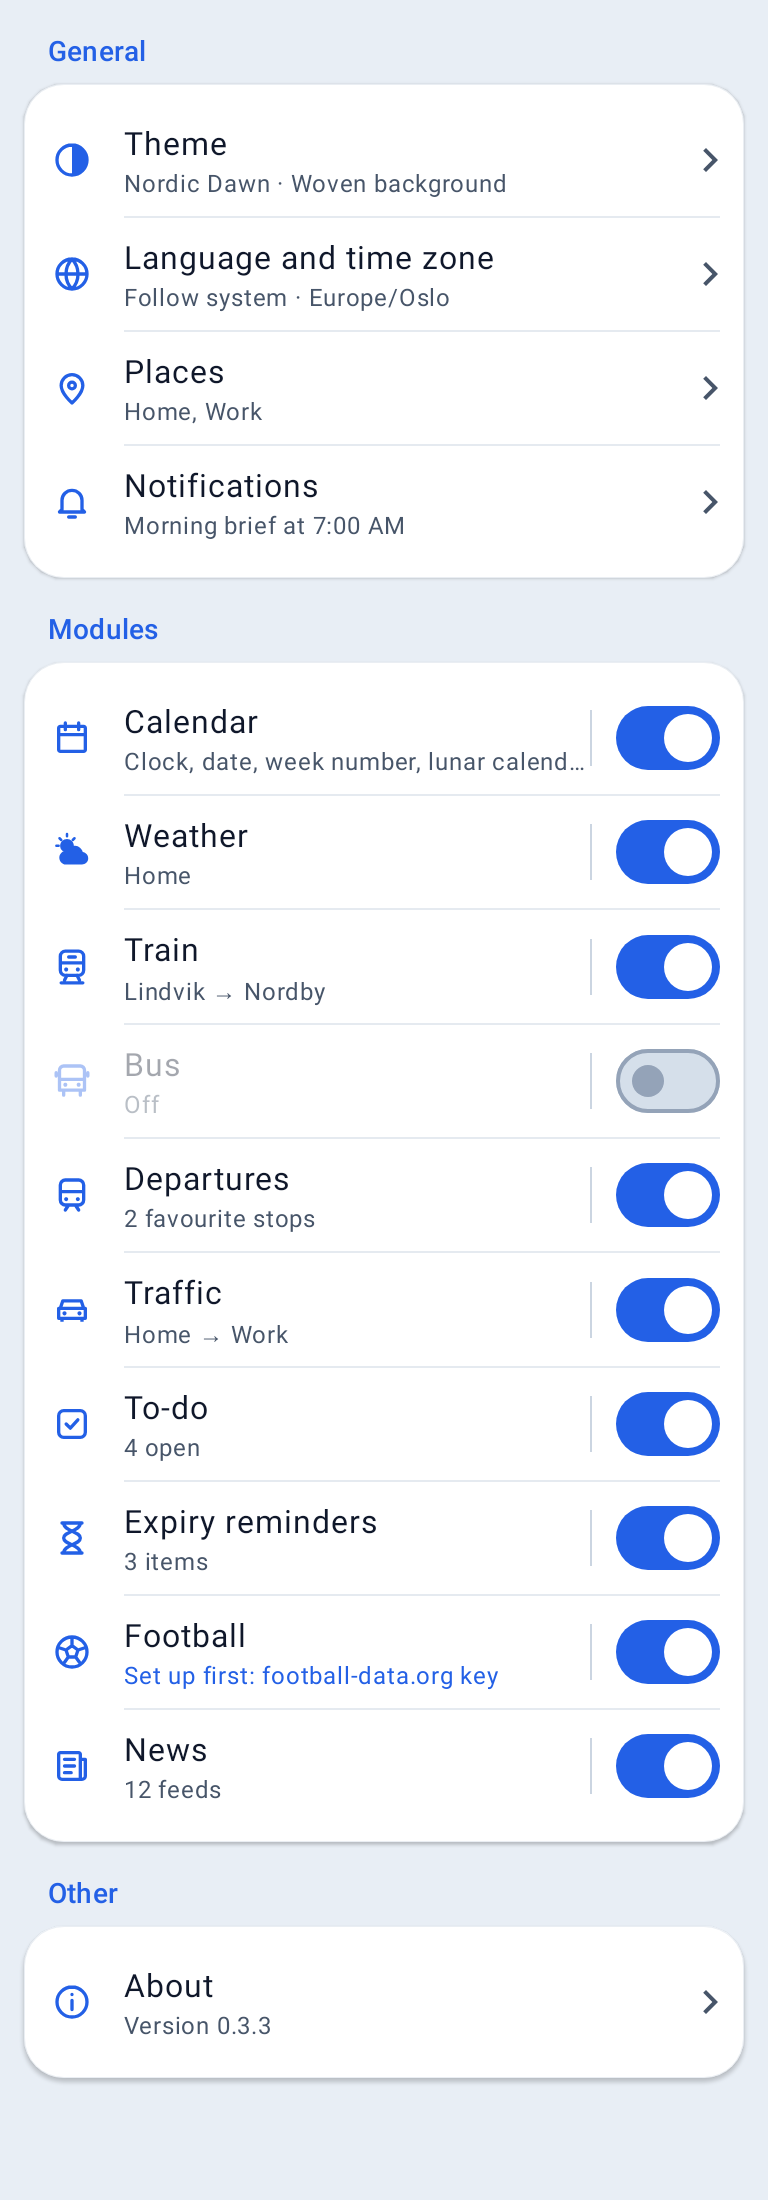 General
Theme
Nordic Dawn · Woven background
Language and time zone
Follow system · Europe/Oslo
Places
Home, Work
Notifications
Morning brief at 7:00 AM
Modules
Calendar
Clock, date, week number, lunar calend…
Weather
Home
Train
Lindvik → Nordby
Bus
Off
Departures
2 favourite stops
Traffic
Home → Work
To-do
4 open
Expiry reminders
3 items
Football
Set up first: football-data.org key
News
12 feeds
Other
About
Version 0.3.3